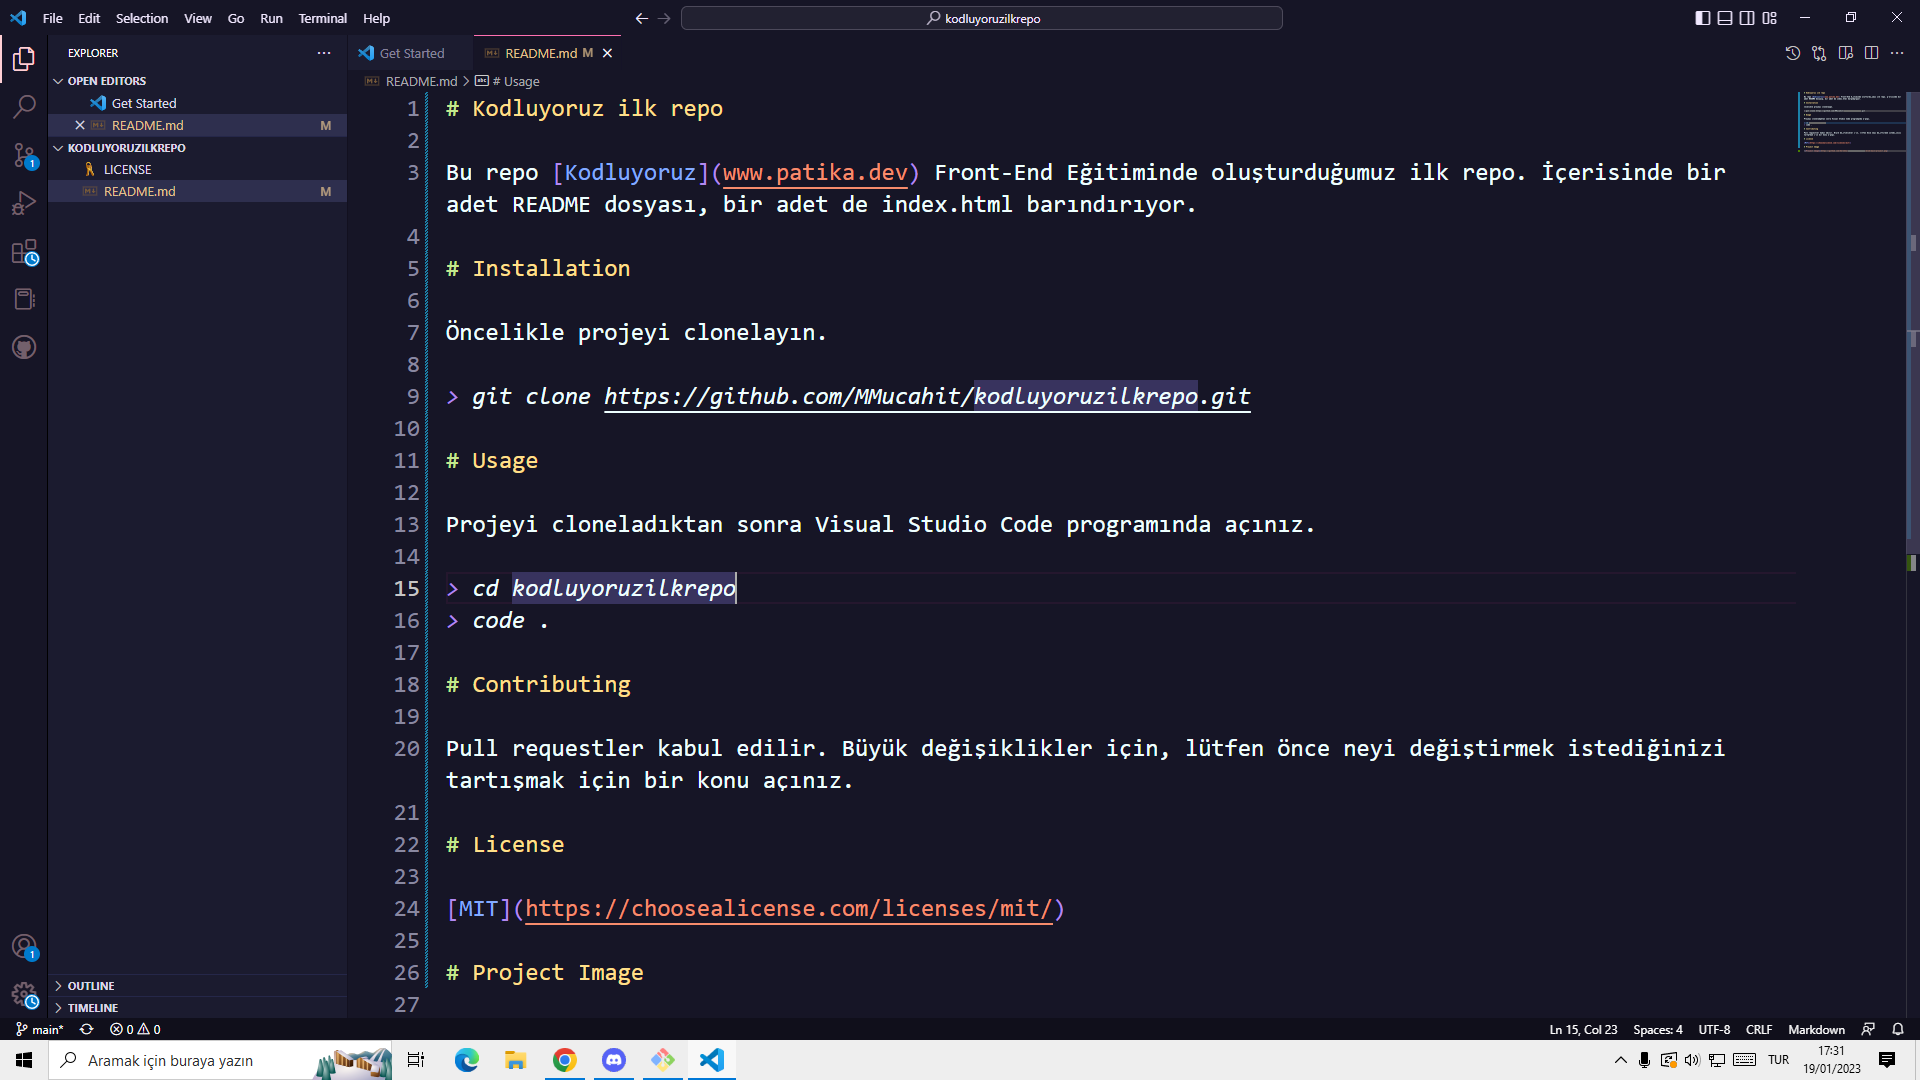 File Edit Selection View Go Run Terminal Help
kodluyoruzilkrepo
EXPLORER
OPEN EDITORS
Get Started
README.md M
KODLUYORUZILKREPO
LICENSE
README.md M
OUTLINE
TIMELINE
Get Started README.md M
README.md > # Usage
1 # Kodluyoruz ilk repo
2
3 Bu repo [Kodluyoruz](www.patika.dev) Front-End Eğitiminde oluşturduğumuz ilk repo. İçerisinde bir
adet README dosyası, bir adet de index.html barındırıyor.
4
5 # Installation
6
7 Öncelikle projeyi clonelayın.
8
9 > git clone https://github.com/MMucahit/kodluyoruzilkrepo.git
10
11 # Usage
12
13 Projeyi cloneladıktan sonra Visual Studio Code programında açınız.
14
15 > cd kodluyoruzilkrepo
16 > code .
17
18 # Contributing
19
20 Pull requestler kabul edilir. Büyük değişiklikler için, lütfen önce neyi değiştirmek istediğinizi
tartışmak için bir konu açınız.
21
22 # License
23
24 [MIT](https://choosealicense.com/licenses/mit/)
25
26 # Project Image
27
main* 0 0
Ln 15, Col 23 Spaces: 4 UTF-8 CRLF Markdown
Aramak için buraya yazın
TUR
17:31
19/01/2023